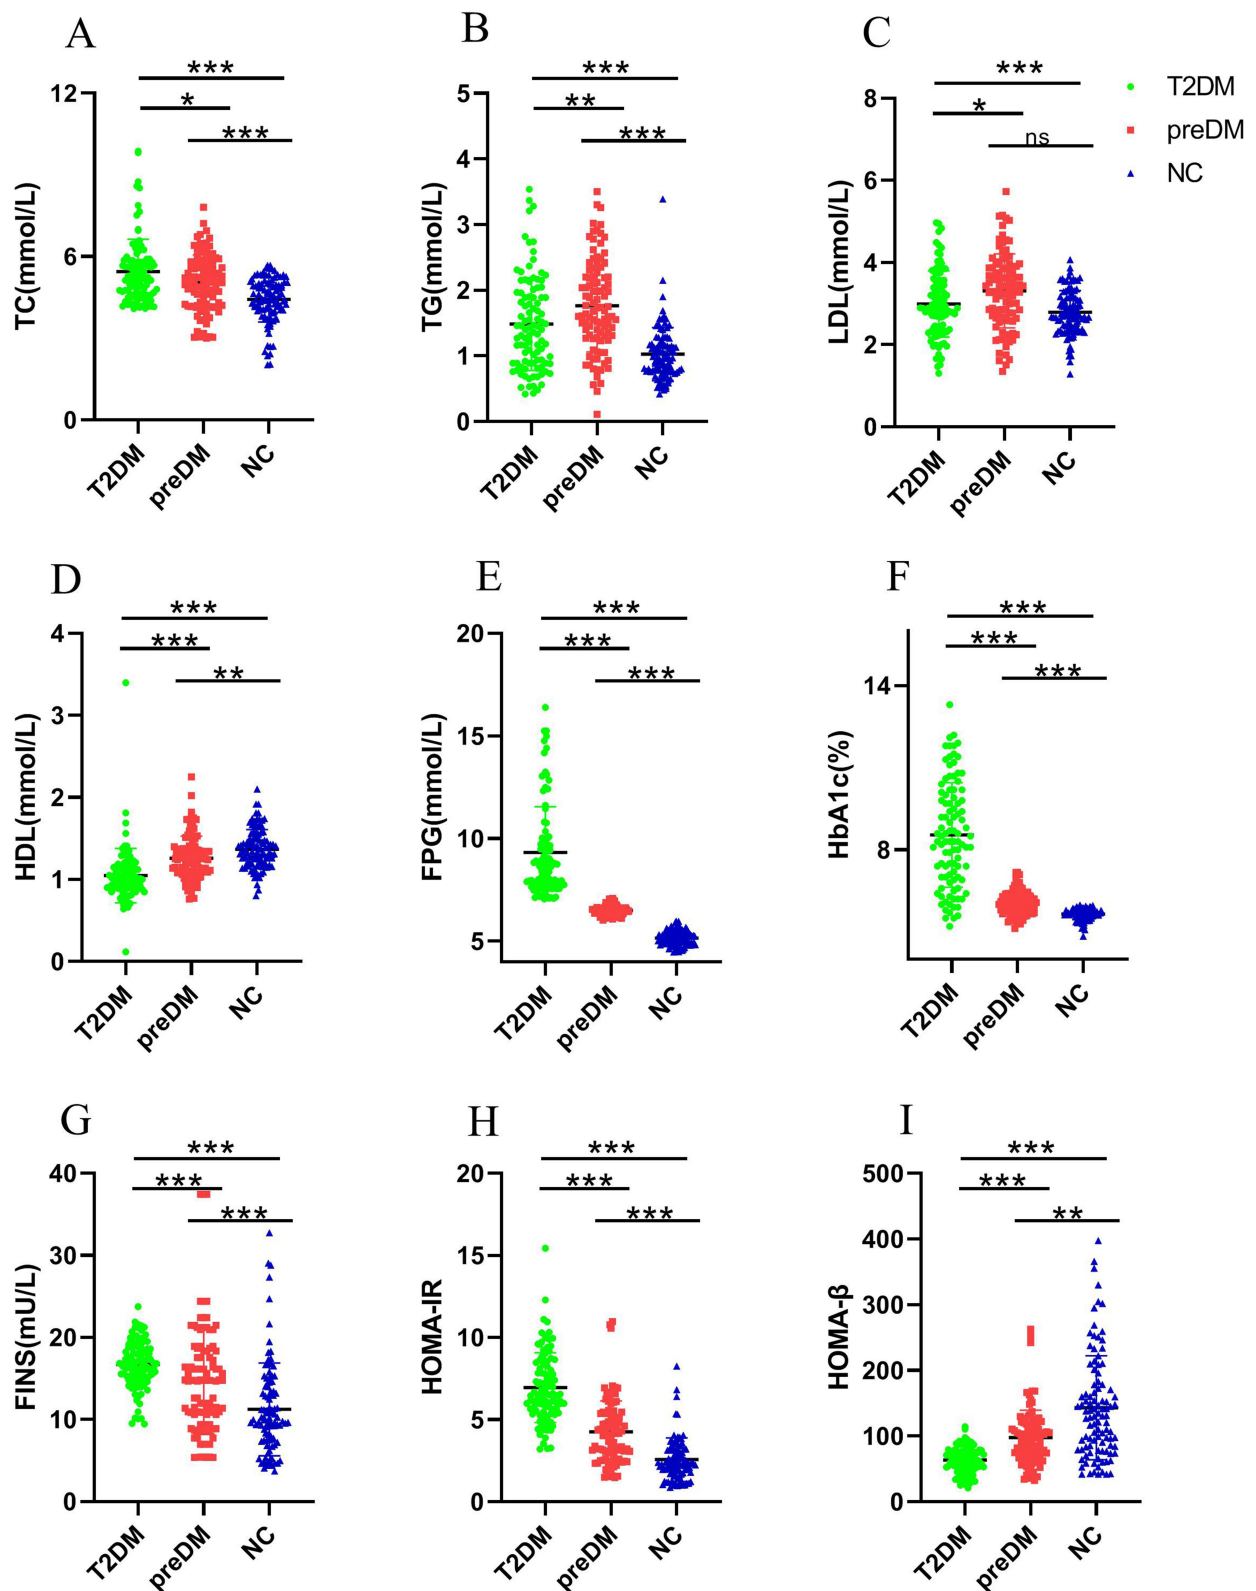 A
B
C
***
*
***
***
**
***
***
*
ns
T2DM
preDM
NC
TC(mmol/L)
12
6
0
T2DM
preDM
NC
TG(mmol/L)
5
4
3
2
1
0
T2DM
preDM
NC
LDL(mmol/L)
8
6
4
2
0
T2DM
preDM
NC
D
E
F
***
***
**
***
***
***
***
***
***
HDL(mmol/L)
4
3
2
1
0
T2DM
preDM
NC
FPG(mmol/L)
20
15
10
5
T2DM
preDM
NC
HbA1c(%)
14
8
T2DM
preDM
NC
G
H
I
***
***
***
***
***
***
***
***
**
FINS(mU/L)
40
30
20
10
0
T2DM
preDM
NC
HOMA-IR
20
15
10
5
0
T2DM
preDM
NC
HOMA-β
500
400
300
200
100
0
T2DM
preDM
NC